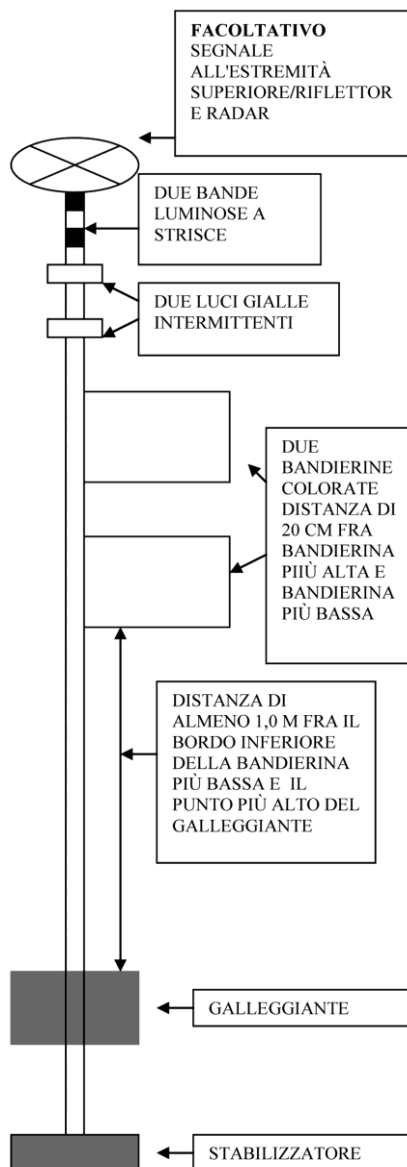 FACOLTATIVO
SEGNALE
ALL'ESTREMITÀ
SUPERIORE/RIFLETTOR
E RADAR
DUE BANDE
LUMINOSE A
STRISCE
DUE LUCI GIALLE
INTERMITTENTI
DUE
BANDIERINE
COLORATE
DISTANZA DI
20 CM FRA
BANDIERINA
PIIÙ ALTA E
BANDIERINA
PIÙ BASSA
DISTANZA DI
ALMENO 1,0 M FRA IL
BORDO INFERIORE
DELLA BANDIERINA
PIÙ BASSA E IL
PUNTO PIÙ ALTO DEL
GALLEGGIANTE
GALLEGGIANTE
STABILIZZATORE